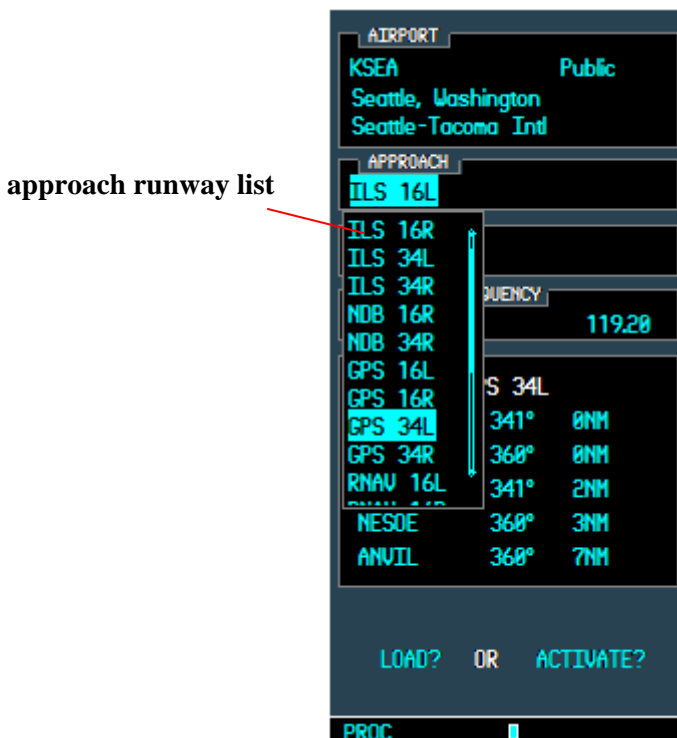 AIRPORT
KSEA Public
Seattle, Washington
Seattle-Tacoma Intl
APPROACH
approach runway list
ILS 16L
ILS 16R
ILS 34L
ILS 34R
QUENCY
NDB 16R 119.20
NDB 34R
GPS 16L
GPS 16R PS 34L
GPS 34L 341° 0NM
GPS 34R 360° 0NM
RNAV 16L 341° 2NM
NESOE 360° 3NM
ANVIL 360° 7NM
LOAD? OR ACTIVATE?
PROC